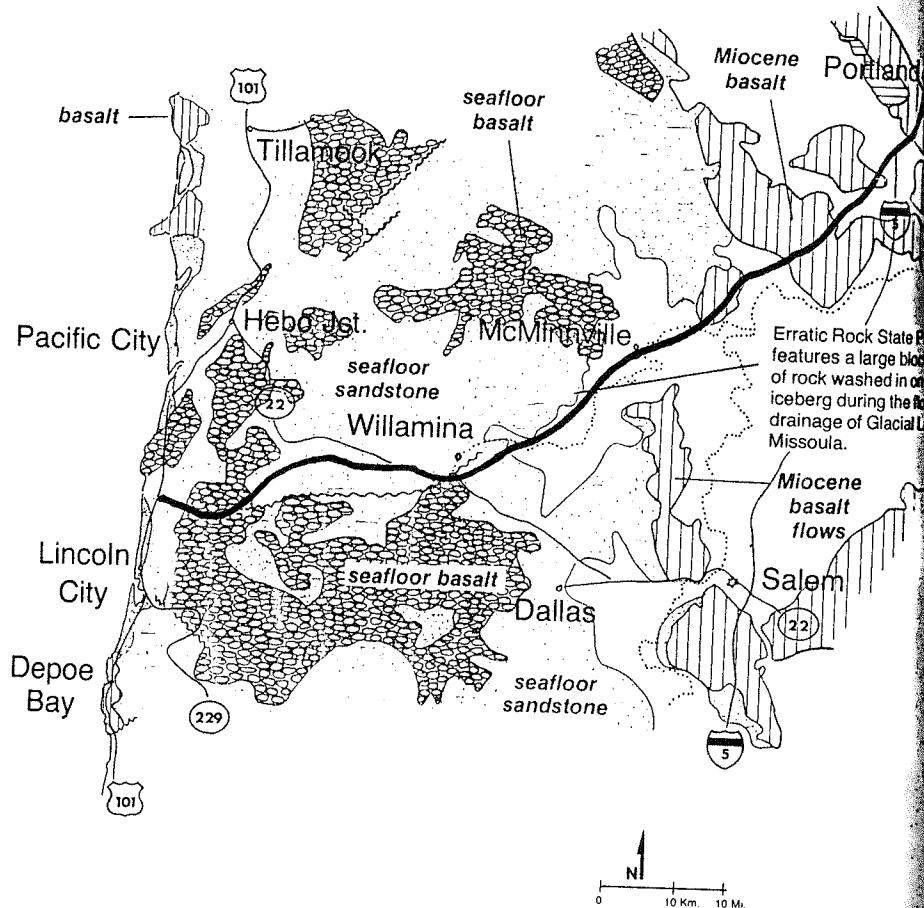 101
basalt
Tillamook
seafloor
basalt
Miocene
basalt
Portland
5
Pacific City
Hebo Jct.
McMinnville
seafloor
sandstone
22
Willamina
Erratic Rock State
features a large
of rock washed in
iceberg during the
drainage of Glacial
Missoula.
Miocene
basalt
flows
Lincoln
City
seafloor basalt
Dallas
Salem
22
Depoe
Bay
229
seafloor
sandstone
5
101
N
0 10 Km. 10 Mi.